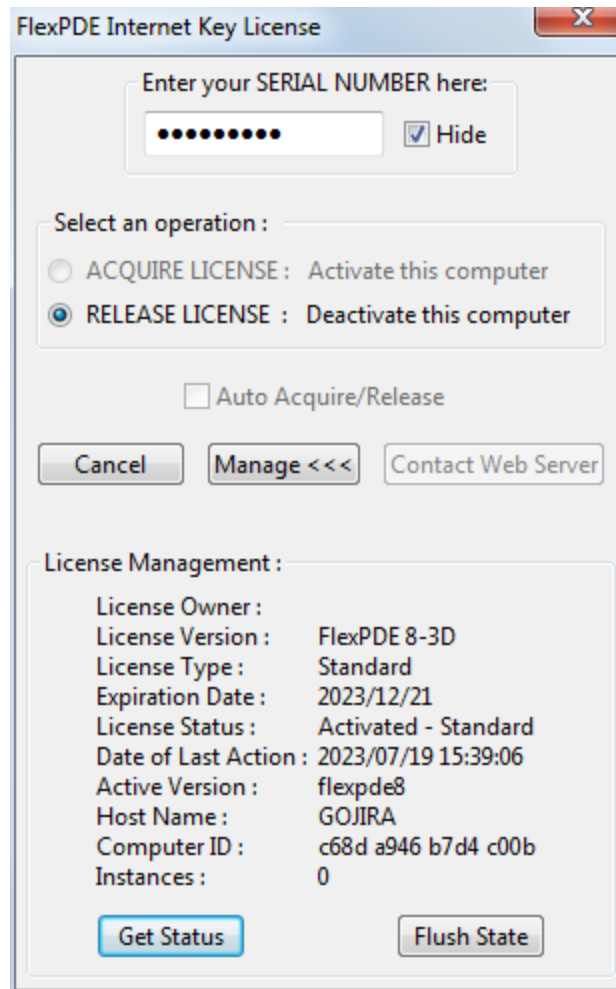 FlexPDE Internet Key License
Enter your SERIAL NUMBER here:
●●●●●●●●● Hide
Select an operation :
ACQUIRE LICENSE : Activate this computer
RELEASE LICENSE : Deactivate this computer
Auto Acquire/Release
Cancel Manage <<< Contact Web Server
License Management :
License Owner :
License Version : FlexPDE 8-3D
License Type : Standard
Expiration Date : 2023/12/21
License Status : Activated - Standard
Date of Last Action : 2023/07/19 15:39:06
Active Version : flexpde8
Host Name : GOJIRA
Computer ID : c68d a946 b7d4 c00b
Instances : 0
Get Status Flush State